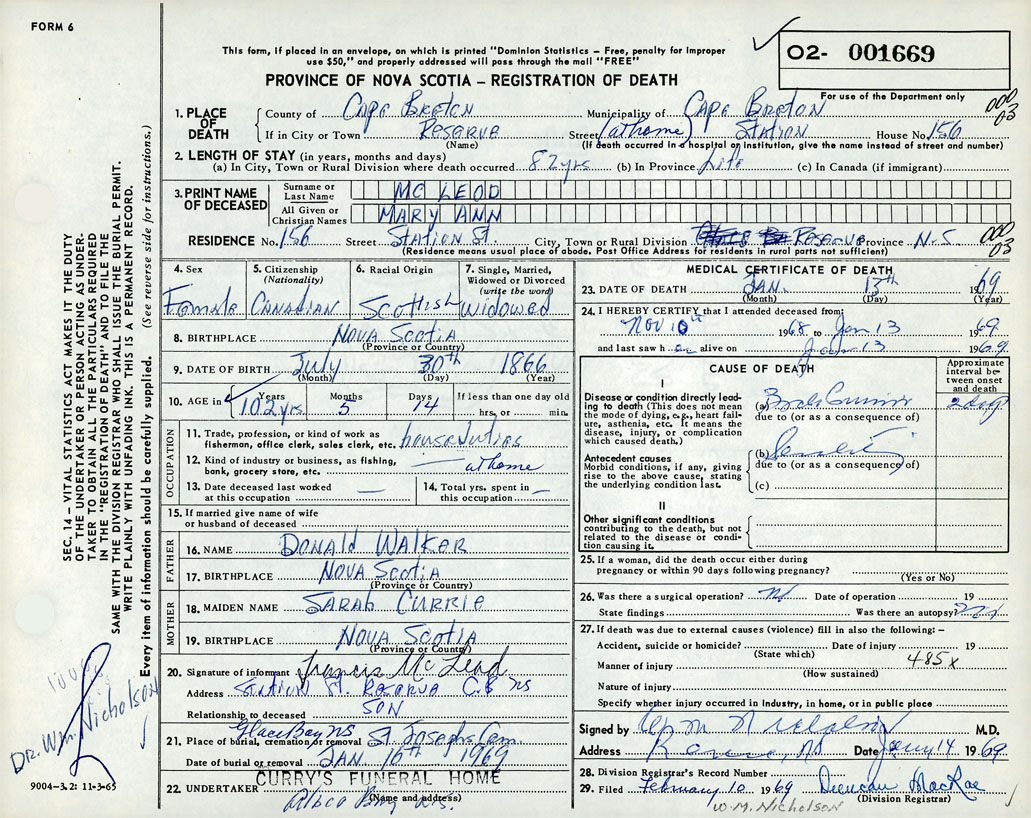 FORM 6
This form, if placed in an envelope, on which is printed "Dominion Statistics – Free, penalty for improper
use $50," and properly addressed will pass through the mail "FREE"
O2- 001669
PROVINCE OF NOVA SCOTIA – REGISTRATION OF DEATH
For use of the Department only
000
03
1. PLACE OF DEATH County of Cape Breton Municipality of Cape Breton
If in City or Town Reserve Street (at home) Station House No. 156
(Name) (If death occurred in a hospital or institution, give the name instead of street and number)
2. LENGTH OF STAY (in years, months and days)
(a) In City, Town or Rural Division where death occurred 82 yrs (b) In Province Life (c) In Canada (if immigrant)
3. PRINT NAME OF DECEASED Surname or Last Name MC LEOD
All Given or Christian Names MARY ANN
RESIDENCE No. 156 Street Station St. City, Town or Rural Division Reserve Province N-S
000
03
(Residence means usual place of abode. Post Office Address for residents in rural parts not sufficient)
4. Sex Female
5. Citizenship (Nationality) Canadian
6. Racial Origin Scottish
7. Single, Married, Widowed or Divorced (write the word) widowed
8. BIRTHPLACE Nova Scotia
(Province or Country)
9. DATE OF BIRTH July 30th 1866
(Month) (Day) (Year)
10. AGE in Years 102 yrs Months 5 Days 14 If less than one day old hrs. or min.
OCCUPATION
11. Trade, profession, or kind of work as fisherman, office clerk, sales clerk, etc. house duties
12. Kind of industry or business, as fishing, bank, grocery store, etc. — at home
13. Date deceased last worked at this occupation —
14. Total yrs. spent in this occupation —
15. If married give name of wife or husband of deceased
FATHER
16. NAME Donald Walker
17. BIRTHPLACE Nova Scotia
(Province or Country)
MOTHER
18. MAIDEN NAME Sarah Currie
19. BIRTHPLACE Nova Scotia
(Province or Country)
20. Signature of informant Francis McLeod
Address Station St. Reserve C.B NS
Relationship to deceased SON
Glace Bay NS
21. Place of burial, cremation or removal St. Josephs Cem
Date of burial or removal JAN. 16th 1969
22. UNDERTAKER CURRY'S FUNERAL HOME
(Name and address)
Glace Bay N.S.
MEDICAL CERTIFICATE OF DEATH
23. DATE OF DEATH Jan. 13th 1969
(Month) (Day) (Year)
24. I HEREBY CERTIFY that I attended deceased from:
Nov 10th 1968 to Jan 13 1969
and last saw h er alive on Jan 13 1969
CAUSE OF DEATH
Approximate interval between onset and death
I
Disease or condition directly leading to death (This does not mean the mode of dying, e.g., heart failure, asthenia, etc. It means the disease, injury, or complication which caused death.)
(a)
due to (or as a consequence of)
Antecedent causes
Morbid conditions, if any, giving rise to the above cause, stating the underlying condition last.
(b) Senility
due to (or as a consequence of)
(c)
II
Other significant conditions
contributing to the death, but not related to the disease or condition causing it.
25. If a woman, did the death occur either during pregnancy or within 90 days following pregnancy?
(Yes or No)
26. Was there a surgical operation? No Date of operation 19
State findings Was there an autopsy? No
27. If death was due to external causes (violence) fill in also the following: –
Accident, suicide or homicide? Date of injury 19
(State which) 485x
Manner of injury
(How sustained)
Nature of injury
Specify whether injury occurred in industry, in home, or in public place
Signed by Wm Nicholson M.D.
Address Reserve, NS Date Jany 14 1969
28. Division Registrar's Record Number
29. Filed February 10 1969 Duncan MacRae
(Division Registrar)
W.M. Nicholson
SEC. 14 – VITAL STATISTICS ACT MAKES IT THE DUTY
OF THE UNDERTAKER OR PERSON ACTING AS UNDER-
TAKER TO OBTAIN ALL THE PARTICULARS REQUIRED
IN THE "REGISTRATION OF DEATH" AND TO FILE THE
SAME WITH THE DIVISION REGISTRAR WHO SHALL ISSUE THE BURIAL PERMIT.
WRITE PLAINLY WITH UNFADING INK. THIS IS A PERMANENT RECORD.
Every item of information should be carefully supplied. (See reverse side for instructions.)
DR. WM. NICHOLSON
9004-3.2: 11-3-65